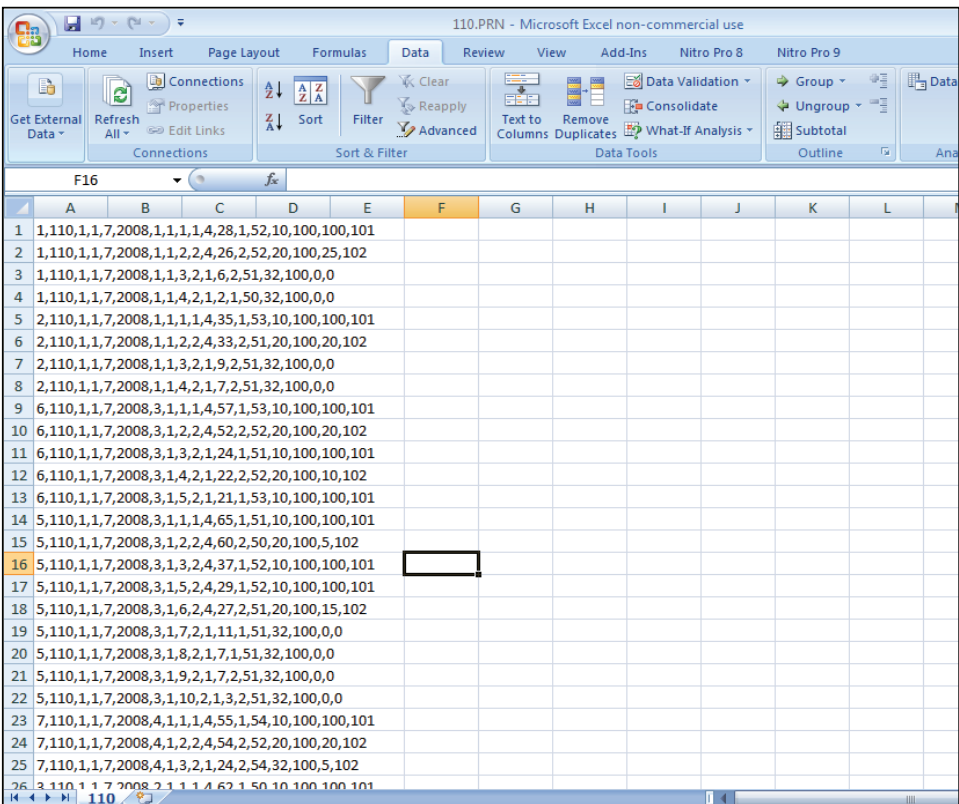 110.PRN - Microsoft Excel non-commercial use
Home Insert Page Layout Formulas Data Review View Add-Ins Nitro Pro 8 Nitro Pro 9
Get External Data
Refresh All
Connections
Properties
Edit Links
Connections
Sort
Filter
Clear
Reapply
Advanced
Sort & Filter
Text to Columns
Remove Duplicates
Data Validation
Consolidate
What-If Analysis
Data Tools
Group
Ungroup
Subtotal
Outline
Data
Ana
F16 fx
A B C D E F G H I J K L
1 1,110,1,1,7,2008,1,1,1,1,4,28,1,52,10,100,100,101
2 1,110,1,1,7,2008,1,1,2,2,4,26,2,52,20,100,25,102
3 1,110,1,1,7,2008,1,1,3,2,1,6,2,51,32,100,0,0
4 1,110,1,1,7,2008,1,1,4,2,1,2,1,50,32,100,0,0
5 2,110,1,1,7,2008,1,1,1,1,4,35,1,53,10,100,100,101
6 2,110,1,1,7,2008,1,1,2,2,4,33,2,51,20,100,20,102
7 2,110,1,1,7,2008,1,1,3,2,1,9,2,51,32,100,0,0
8 2,110,1,1,7,2008,1,1,4,2,1,7,2,51,32,100,0,0
9 6,110,1,1,7,2008,3,1,1,1,4,57,1,53,10,100,100,101
10 6,110,1,1,7,2008,3,1,2,2,4,52,2,52,20,100,20,102
11 6,110,1,1,7,2008,3,1,3,2,1,24,1,51,10,100,100,101
12 6,110,1,1,7,2008,3,1,4,2,1,22,2,52,20,100,10,102
13 6,110,1,1,7,2008,3,1,5,2,1,21,1,53,10,100,100,101
14 5,110,1,1,7,2008,3,1,1,1,4,65,1,51,10,100,100,101
15 5,110,1,1,7,2008,3,1,2,2,4,60,2,50,20,100,5,102
16 5,110,1,1,7,2008,3,1,3,2,4,37,1,52,10,100,100,101
17 5,110,1,1,7,2008,3,1,5,2,4,29,1,52,10,100,100,101
18 5,110,1,1,7,2008,3,1,6,2,4,27,2,51,20,100,15,102
19 5,110,1,1,7,2008,3,1,7,2,1,11,1,51,32,100,0,0
20 5,110,1,1,7,2008,3,1,8,2,1,7,1,51,32,100,0,0
21 5,110,1,1,7,2008,3,1,9,2,1,7,2,51,32,100,0,0
22 5,110,1,1,7,2008,3,1,10,2,1,3,2,51,32,100,0,0
23 7,110,1,1,7,2008,4,1,1,1,4,55,1,54,10,100,100,101
24 7,110,1,1,7,2008,4,1,2,2,4,54,2,52,20,100,20,102
25 7,110,1,1,7,2008,4,1,3,2,1,24,2,54,32,100,5,102
26 3,110,1,1,7,2008,2,1,1,1,4,62,1,50,10,100,100,101
110